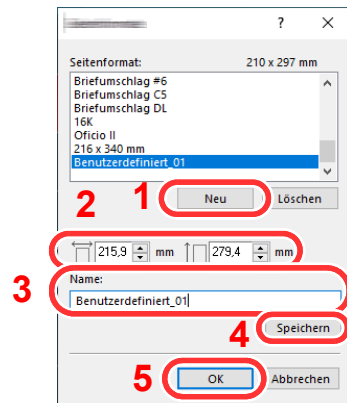 ?
Seitenformat: 210 x 297 mm
Briefumschlag #6
Briefumschlag C5
Briefumschlag DL
16K
Oficio II
216 x 340 mm
Benutzerdefiniert_01
1 Neu Löschen
2
215,9 mm 279,4 mm
3 Name:
Benutzerdefiniert_01
4 Speichern
5 OK Abbrechen